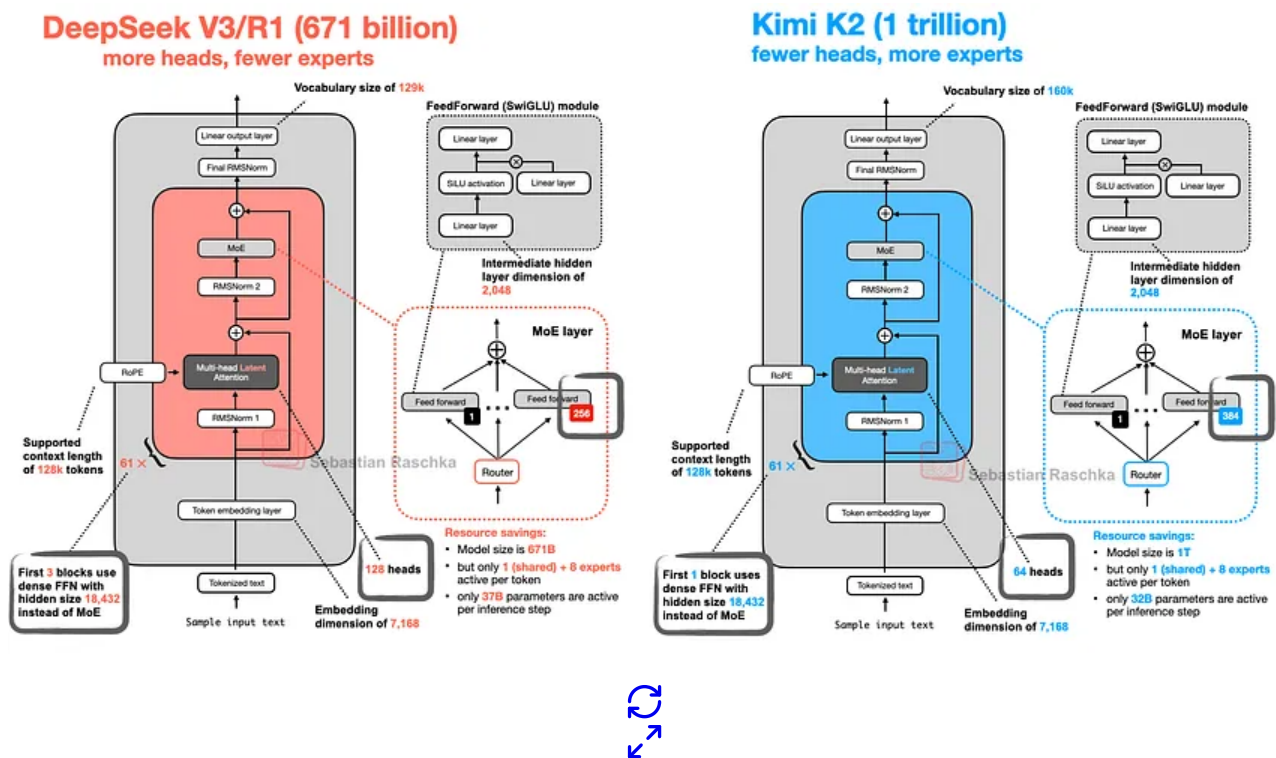 DeepSeek V3/R1 (671 billion)
more heads, fewer experts
Vocabulary size of 129k
FeedForward (SwiGLU) module
Linear output layer
Final RMSNorm
Linear layer
SiLU activation
Linear layer
Linear layer
MoE
RMSNorm 2
Intermediate hidden
layer dimension of
2,048
MoE layer
RoPE
Multi-head Latent
Attention
Feed forward
1
Feed forward
256
RMSNorm 1
Supported
context length
of 128k tokens
61 ×
Sebastian Raschka
Router
Token embedding layer
Resource savings:
• Model size is 671B
• but only 1 (shared) + 8 experts
active per token
• only 37B parameters are active
per inference step
First 3 blocks use
dense FFN with
hidden size 18,432
instead of MoE
128 heads
Tokenized text
Embedding
dimension of 7,168
Sample input text
Kimi K2 (1 trillion)
fewer heads, more experts
Vocabulary size of 160k
FeedForward (SwiGLU) module
Linear output layer
Final RMSNorm
Linear layer
SiLU activation
Linear layer
Linear layer
MoE
RMSNorm 2
Intermediate hidden
layer dimension of
2,048
MoE layer
RoPE
Multi-head Latent
Attention
Feed forward
1
Feed forward
384
RMSNorm 1
Supported
context length
of 128k tokens
61 ×
Sebastian Raschka
Router
Token embedding layer
Resource savings:
• Model size is 1T
• but only 1 (shared) + 8 experts
active per token
• only 32B parameters are active
per inference step
First 1 block uses
dense FFN with
hidden size 18,432
instead of MoE
64 heads
Tokenized text
Embedding
dimension of 7,168
Sample input text